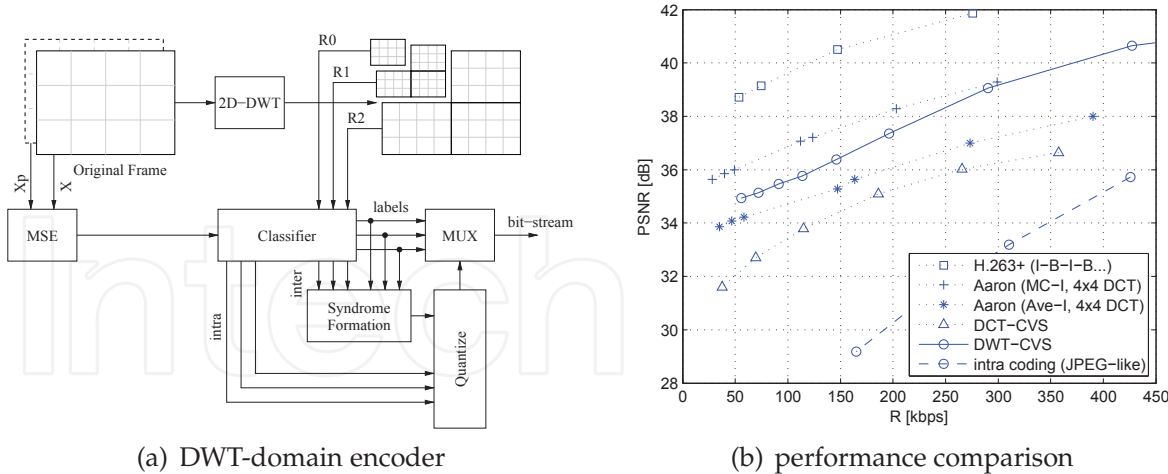 R0
R1
R2
2D−DWT
Original Frame
Xp
X
MSE
Classifier
labels
MUX
bit−stream
inter
intra
Syndrome
Formation
Quantize
Intech
(a) DWT-domain encoder
42
40
38
36
34
32
30
28
PSNR [dB]
0 50 100 150 200 250 300 350 400 450
R [kbps]
H.263+ (I−B−I−B...)
Aaron (MC−I, 4x4 DCT)
Aaron (Ave−I, 4x4 DCT)
DCT−CVS
DWT−CVS
intra coding (JPEG−like)
(b) performance comparison